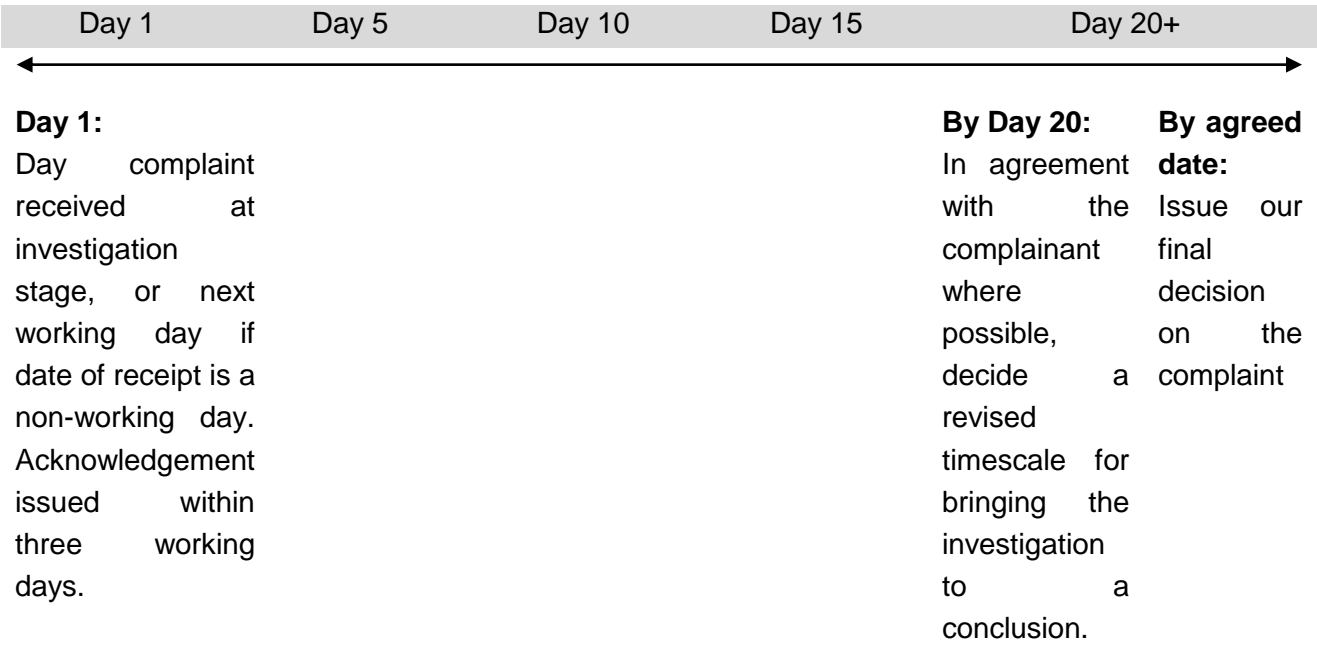 Day 1 Day 5 Day 10 Day 15 Day 20+
Day 1:
Day complaint
received at
investigation
stage, or next
working day if
date of receipt is a
non-working day.
Acknowledgement
issued within
three working
days.
By Day 20:
In agreement
with the
complainant
where
possible,
decide a
revised
timescale for
bringing the
investigation
to a
conclusion.
By agreed
date:
Issue our
final
decision
on the
complaint